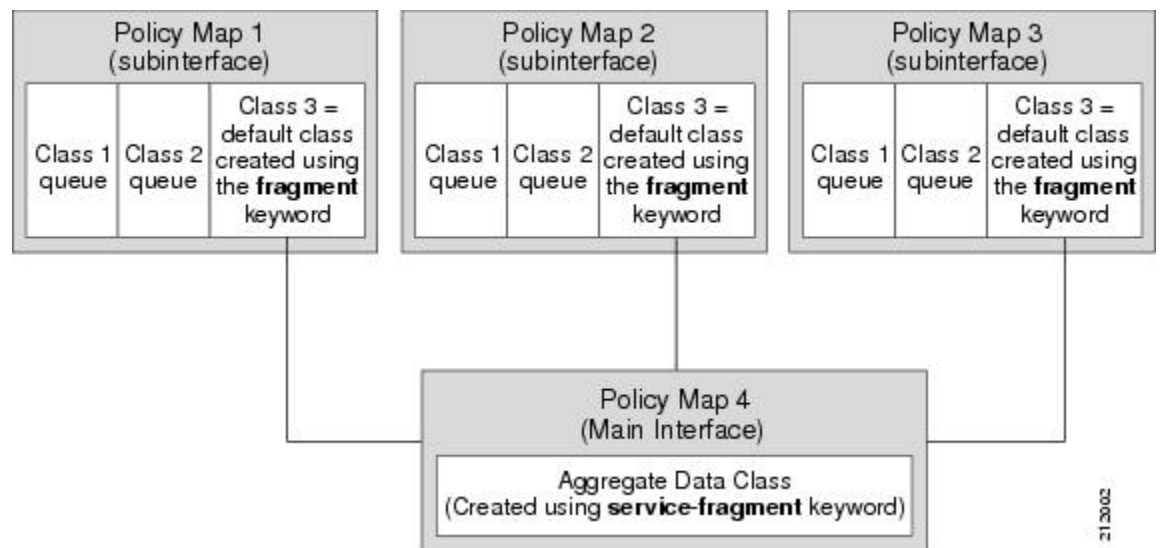 Policy Map 1
(subinterface)
Class 1
queue
Class 2
queue
Class 3 =
default class
created using
the fragment
keyword
Policy Map 2
(subinterface)
Class 1
queue
Class 2
queue
Class 3 =
default class
created using
the fragment
keyword
Policy Map 3
(subinterface)
Class 1
queue
Class 2
queue
Class 3 =
default class
created using
the fragment
keyword
Policy Map 4
(Main Interface)
Aggregate Data Class
(Created using service-fragment keyword)
212002